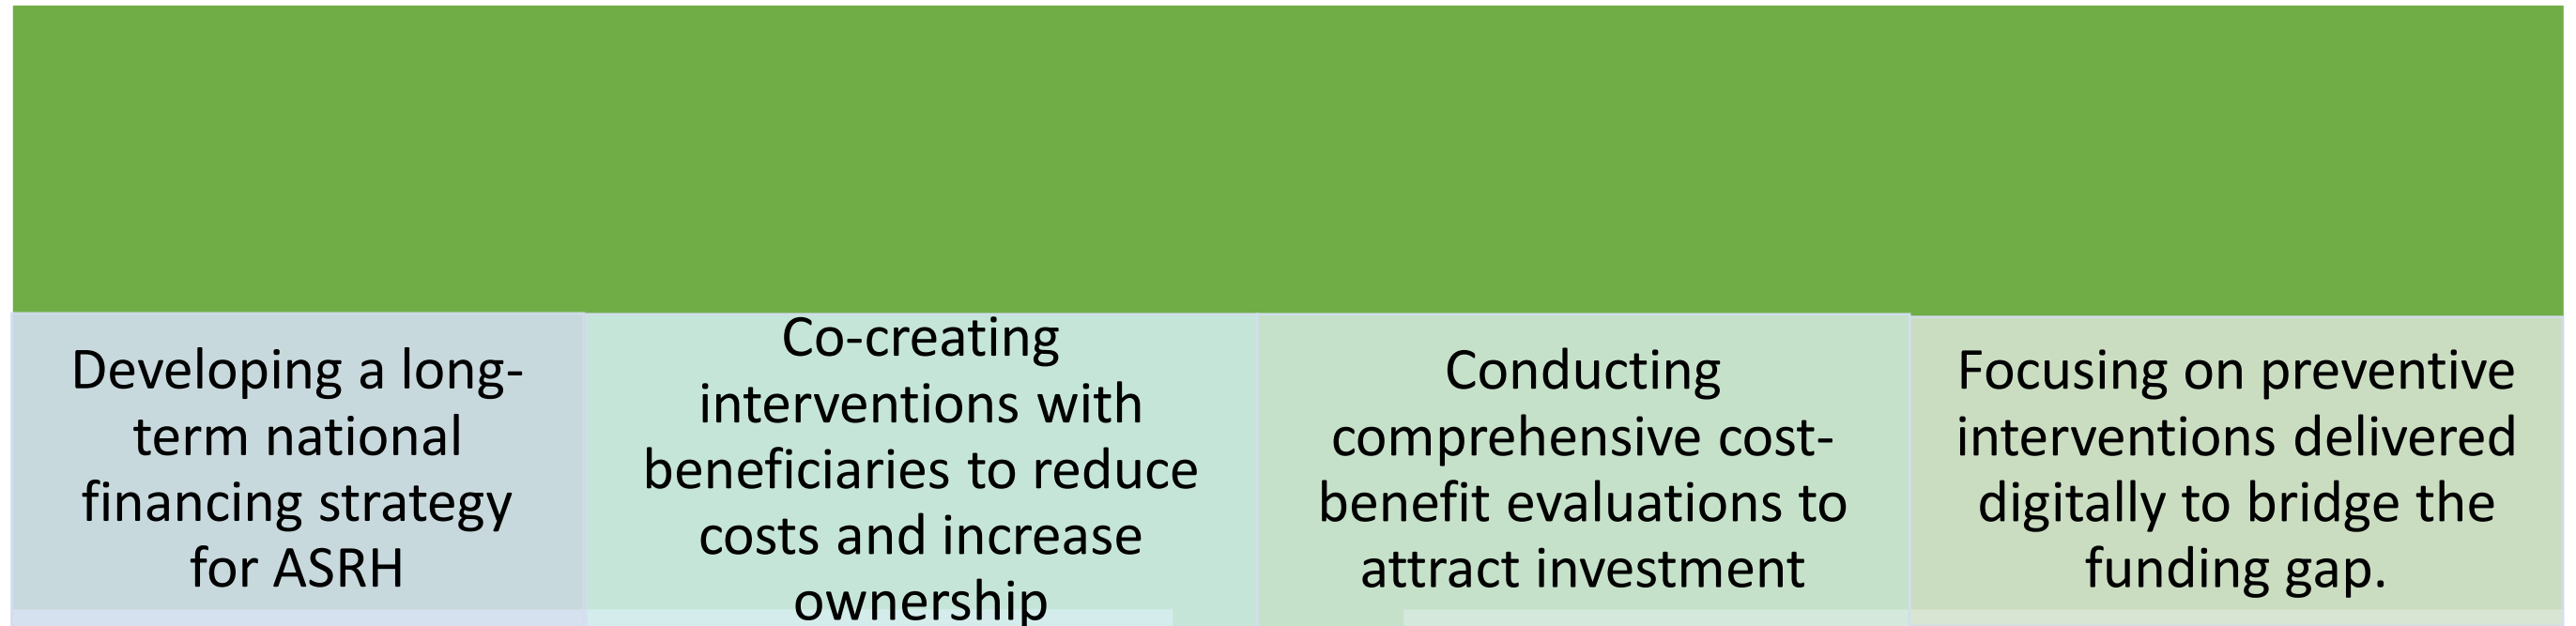 Developing a long-
term national
financing strategy
for ASRH
Co-creating
interventions with
beneficiaries to reduce
costs and increase
ownership
Conducting
comprehensive cost-
benefit evaluations to
attract investment
Focusing on preventive
interventions delivered
digitally to bridge the
funding gap.